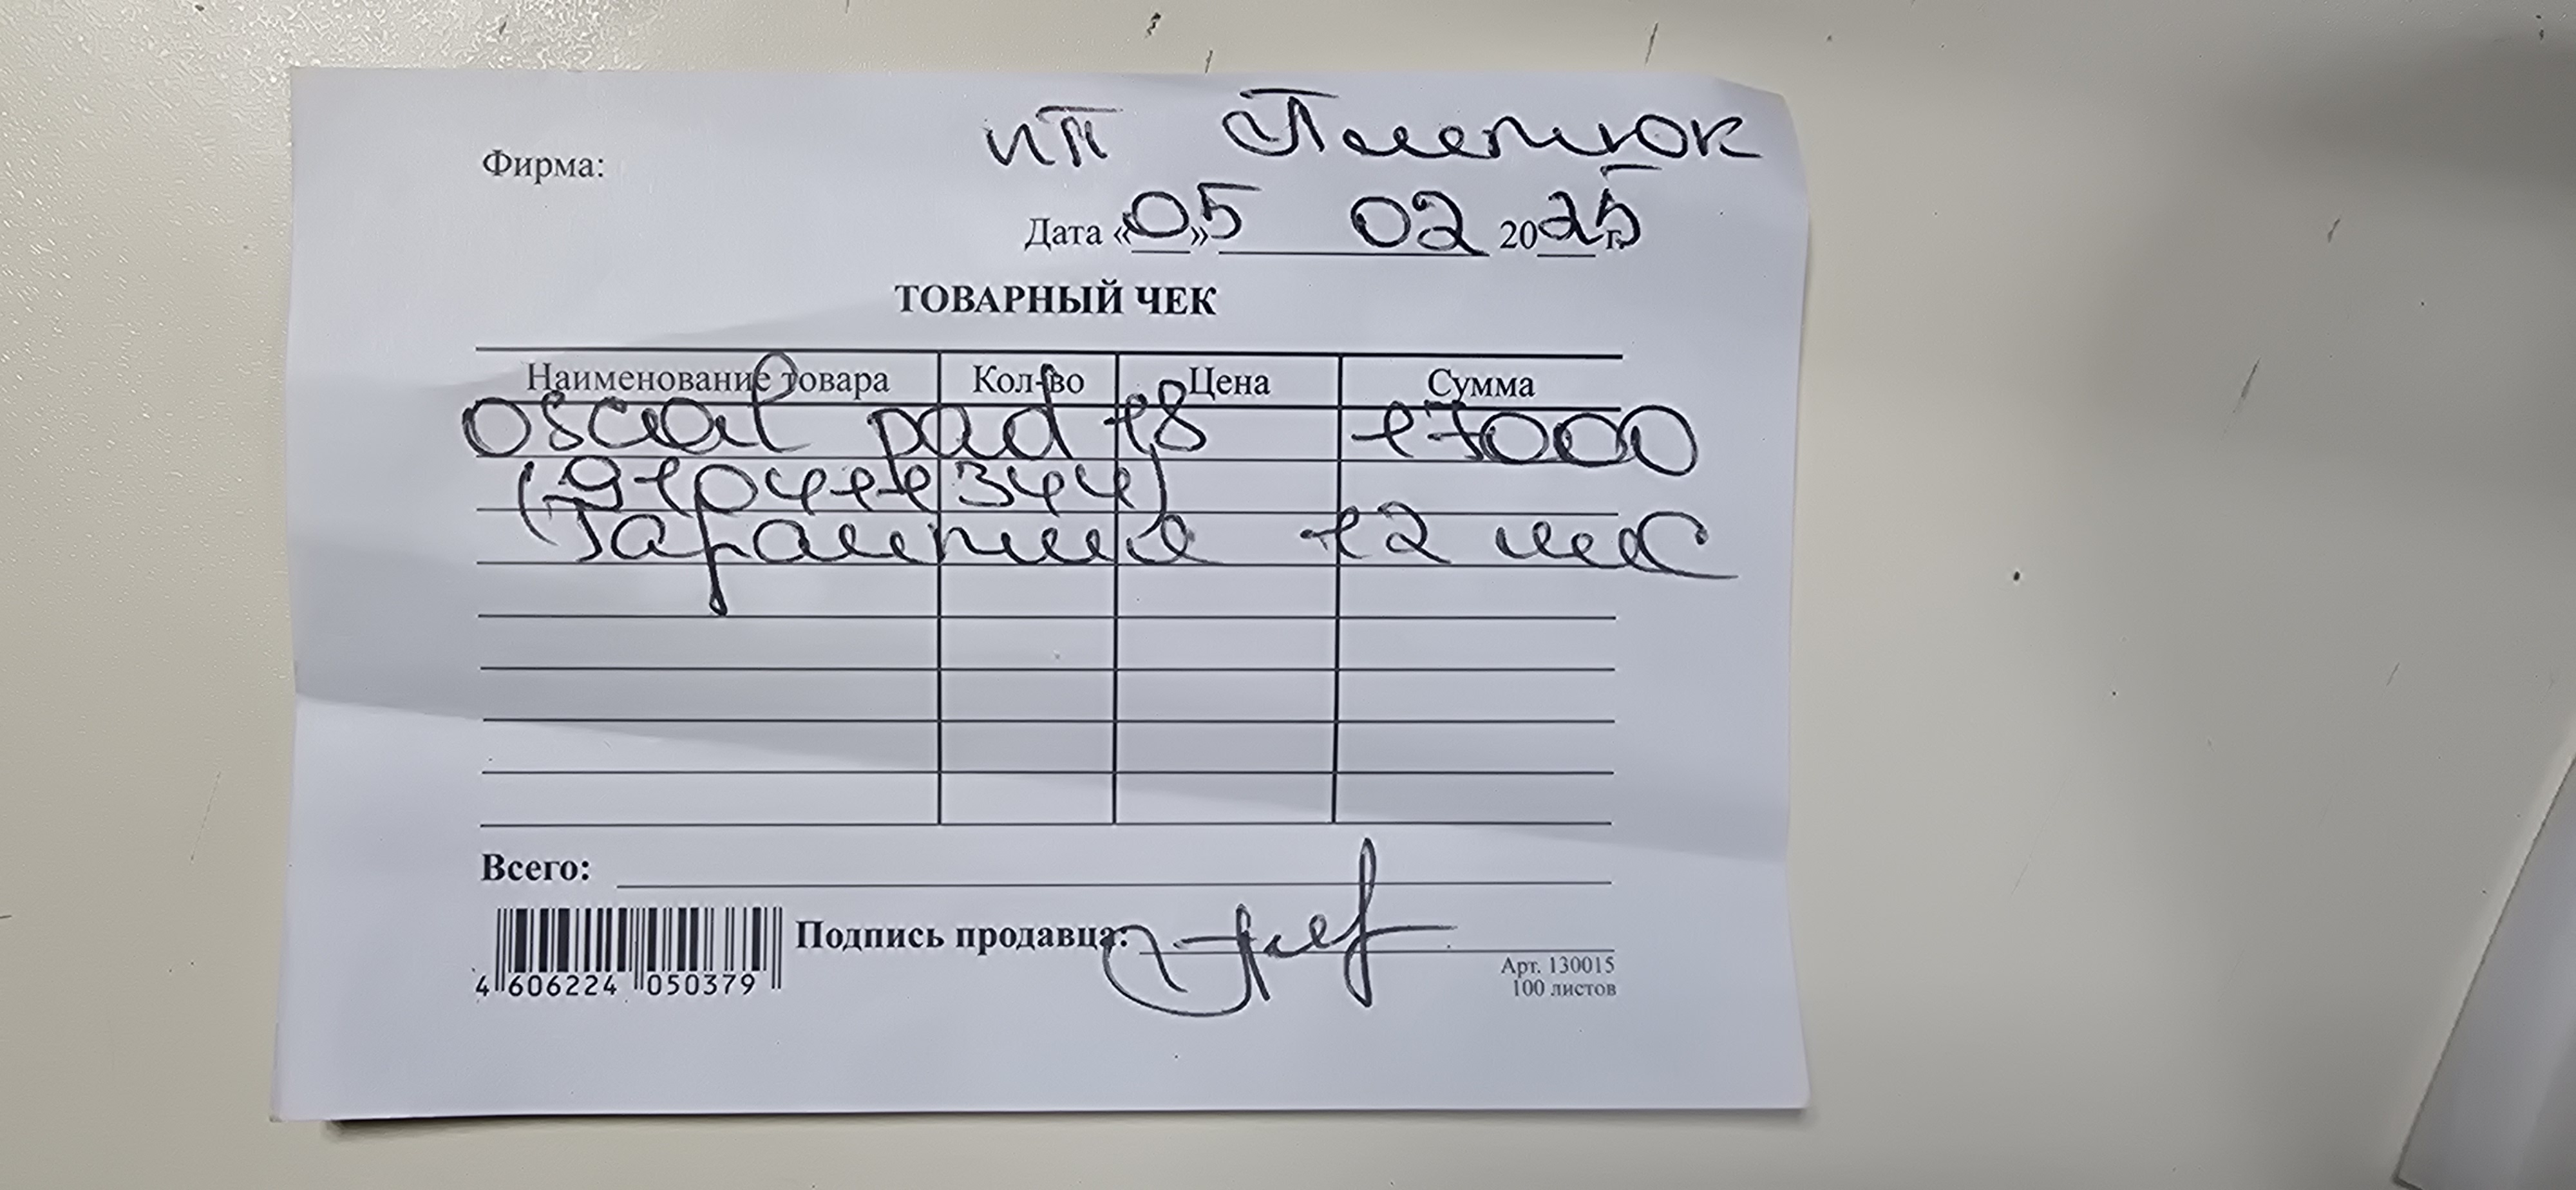 ИП Плетнюк
Фирма:
Дата «05» 02 2025 г.
ТОВАРНЫЙ ЧЕК
Наименование товара Кол-во Цена Сумма
Oscal pad 18 17000
Гарантия 12 мес
Всего:
Подпись продавца:
4 606224 050379
Арт. 130015
100 листов